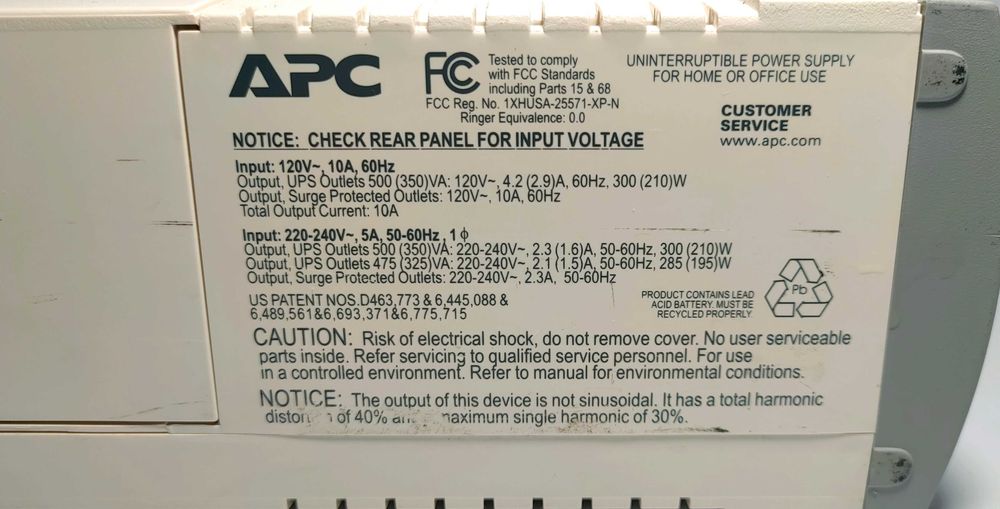 APC
FC
Tested to comply
with FCC Standards
including Parts 15 & 68
FCC Reg. No. 1XHUSA-25571-XP-N
Ringer Equivalence: 0.0
UNINTERRUPTIBLE POWER SUPPLY
FOR HOME OR OFFICE USE
CUSTOMER
SERVICE
www.apc.com
NOTICE: CHECK REAR PANEL FOR INPUT VOLTAGE
Input: 120V~, 10A, 60Hz
Output, UPS Outlets 500 (350)VA: 120V~, 4.2 (2.9)A, 60Hz, 300 (210)W
Output, Surge Protected Outlets: 120V~, 10A, 60Hz
Total Output Current: 10A
Input: 220-240V~, 5A, 50-60Hz, 1 ϕ
Output, UPS Outlets 500 (350)VA: 220-240V~, 2.3 (1.6)A, 50-60Hz, 300 (210)W
Output, UPS Outlets 475 (325)VA: 220-240V~, 2.1 (1.5)A, 50-60Hz, 285 (195)W
Output, Surge Protected Outlets: 220-240V~, 2.3A, 50-60Hz
US PATENT NOS.D463,773 & 6,445,088 &
6,489,561&6,693,371&6,775,715
PRODUCT CONTAINS LEAD
ACID BATTERY. MUST BE
RECYCLED PROPERLY.
Pb
CAUTION: Risk of electrical shock, do not remove cover. No user serviceable
parts inside. Refer servicing to qualified service personnel. For use
in a controlled environment. Refer to manual for environmental conditions.
NOTICE: The output of this device is not sinusoidal. It has a total harmonic
of 40% maximum single harmonic of 30%.